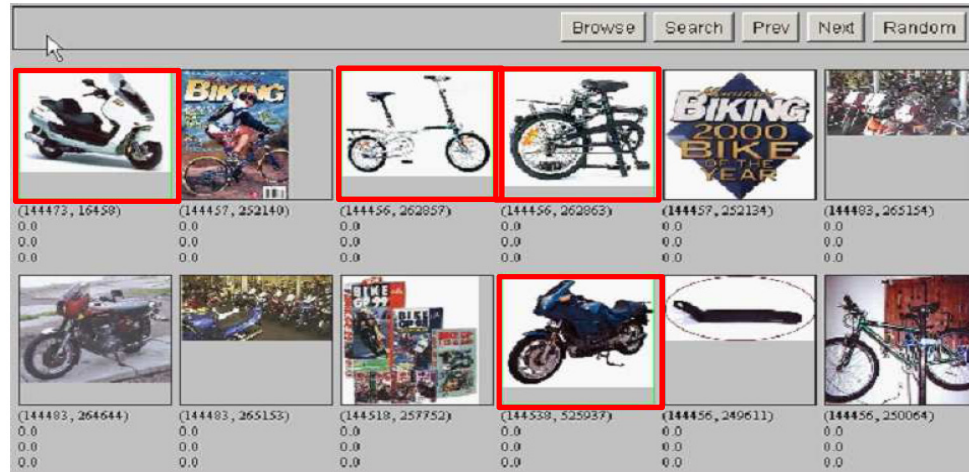 Browse Search Prev Next Random
BIKING
BIKING
2000
BIKE
OF THE
YEAR
(144473, 16458) (144457, 252140) (144456, 262857) (144456, 262863) (144457, 252134) (144483, 265154)
0.0 0.0 0.0 0.0 0.0 0.0
0.0 0.0 0.0 0.0 0.0 0.0
0.0 0.0 0.0 0.0 0.0 0.0
BIKE
GP 99
BIKE
(144483, 264644) (144483, 265153) (144518, 257752) (144538, 525937) (144456, 249611) (144456, 250064)
0.0 0.0 0.0 0.0 0.0 0.0
0.0 0.0 0.0 0.0 0.0 0.0
0.0 0.0 0.0 0.0 0.0 0.0